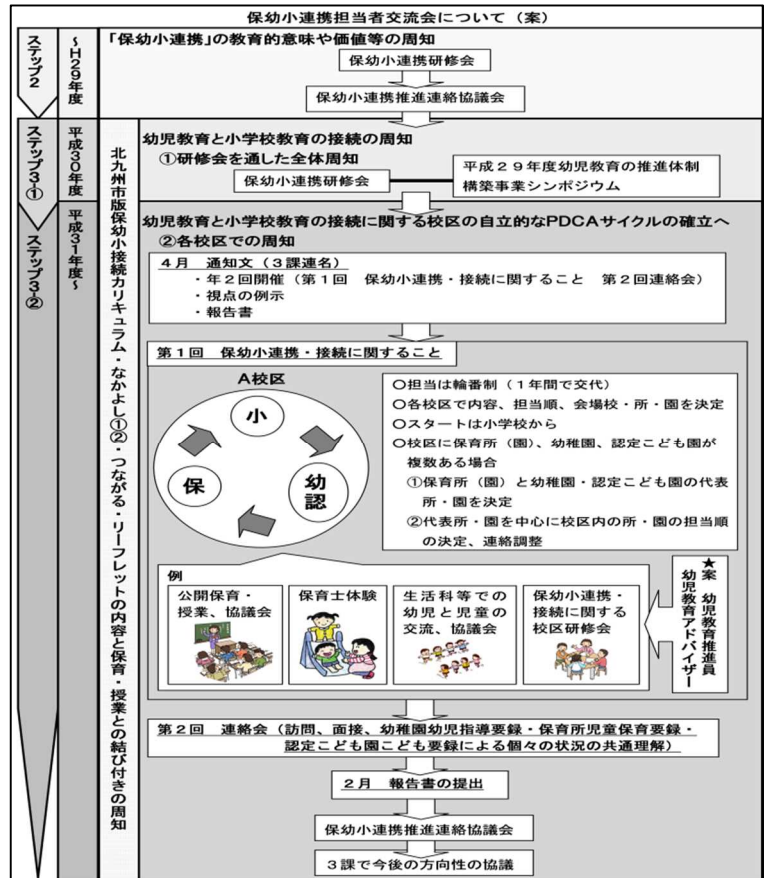 保幼小連携担当者交流会について（案）
ステップ2
～H29年度
「保幼小連携」の教育的意味や価値等の周知
保幼小連携研修会
保幼小連携推進連絡協議会
ステップ3-①
平成30年度
北九州市版保幼小接続カリキュラム・なかよし①②・つながる・リーフレットの内容と保育・授業との結び付きの周知
幼児教育と小学校教育の接続の周知
①研修会を通した全体周知
保幼小連携研修会
平成２９年度幼児教育の推進体制
構築事業シンポジウム
ステップ3-②
平成31年度～
幼児教育と小学校教育の接続に関する校区の自立的なPDCAサイクルの確立へ
②各校区での周知
４月　通知文（３課連名）
・年２回開催（第１回　保幼小連携・接続に関すること　第２回連絡会）
・視点の例示
・報告書
第１回　保幼小連携・接続に関すること
A校区
小
幼
認
保
○担当は輪番制（１年間で交代）
○各校区で内容、担当順、会場校・所・園を決定
○スタートは小学校から
○校区に保育所（園）、幼稚園、認定こども園が
複数ある場合
①保育所（園）と幼稚園・認定こども園の代表
所・園を決定
②代表所・園を中心に校区内の所・園の担当順
の決定、連絡調整
例
公開保育・
授業、協議会
保育士体験
生活科等での
幼児と児童の
交流、協議会
保幼小連携・
接続に関する
校区研修会
★案　幼児教育推進員
幼児教育アドバイザー
第２回　連絡会（訪問、面接、幼稚園幼児指導要録・保育所児童保育要録・
認定こども園こども要録による個々の状況の共通理解）
２月　報告書の提出
保幼小連携推進連絡協議会
３課で今後の方向性の協議